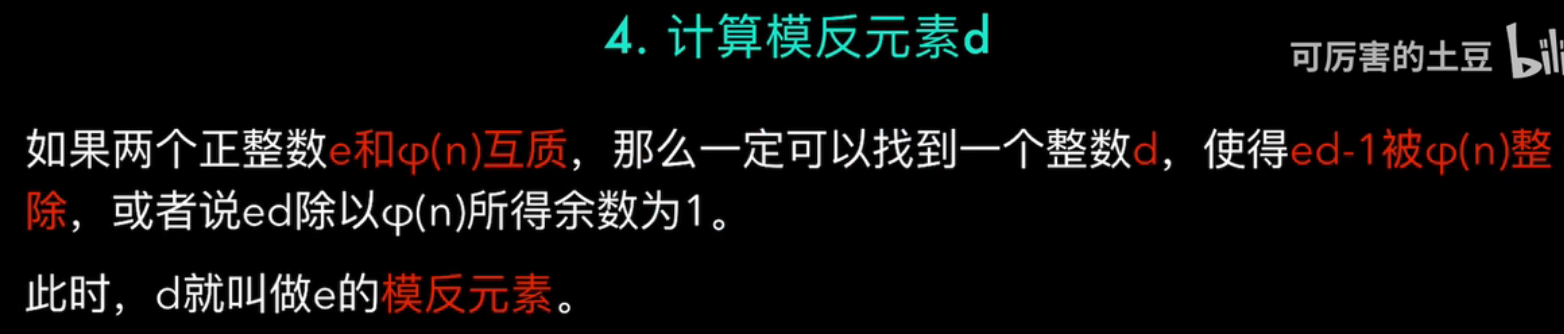 4. 计算模反元素d
可厉害的土豆 bili
如果两个正整数e和φ(n)互质，那么一定可以找到一个整数d，使得ed-1被φ(n)整
除，或者说ed除以φ(n)所得余数为1。
此时，d就叫做e的模反元素。